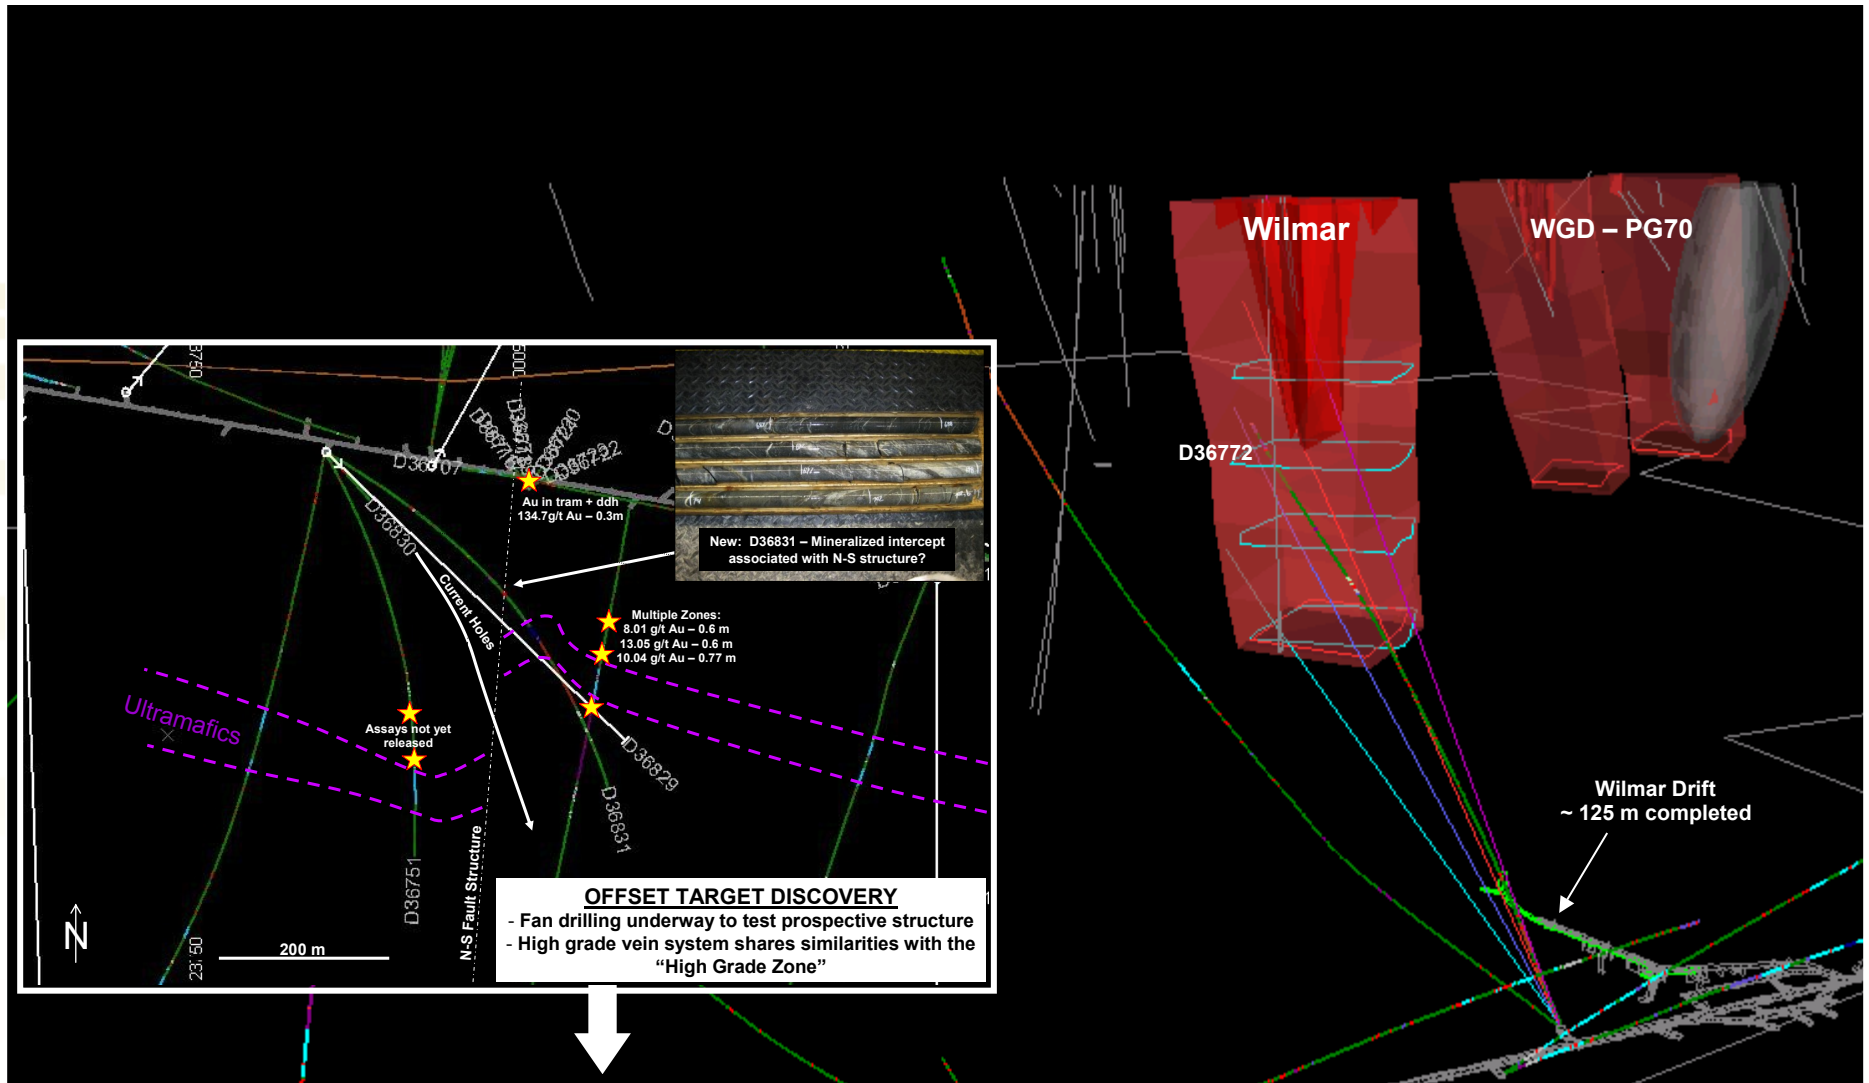 Wilmar
WGD – PG70
D36772
Wilmar Drift
~ 125 m completed
D36707
Au in tram + ddh
134.7g/t Au – 0.3m
New: D36831 – Mineralized intercept
associated with N-S structure?
D36830
Current Holes
Multiple Zones:
8.01 g/t Au – 0.6 m
13.05 g/t Au – 0.6 m
10.04 g/t Au – 0.77 m
Ultramafics
Assays not yet
released
D36829
D36831
D36751
N-S Fault Structure
N
200 m
OFFSET TARGET DISCOVERY
- Fan drilling underway to test prospective structure
- High grade vein system shares similarities with the
“High Grade Zone”